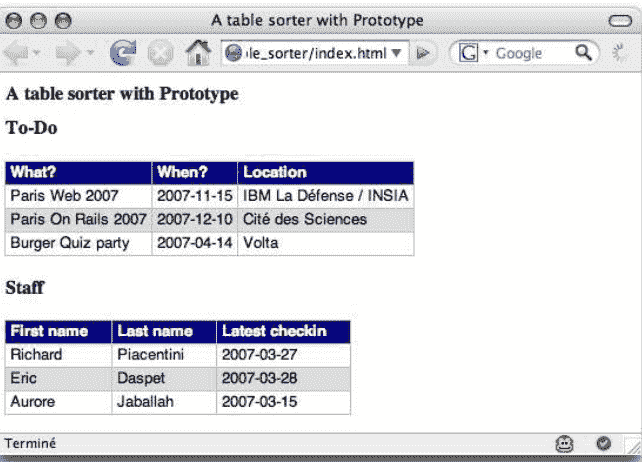 A table sorter with Prototype
le_sorter/index.html
G Google
A table sorter with Prototype
To-Do
What? When? Location
Paris Web 2007 2007-11-15 IBM La Défense / INSIA
Paris On Rails 2007 2007-12-10 Cité des Sciences
Burger Quiz party 2007-04-14 Volta
Staff
First name Last name Latest checkin
Richard Piacentini 2007-03-27
Eric Daspet 2007-03-28
Aurore Jaballah 2007-03-15
Terminé